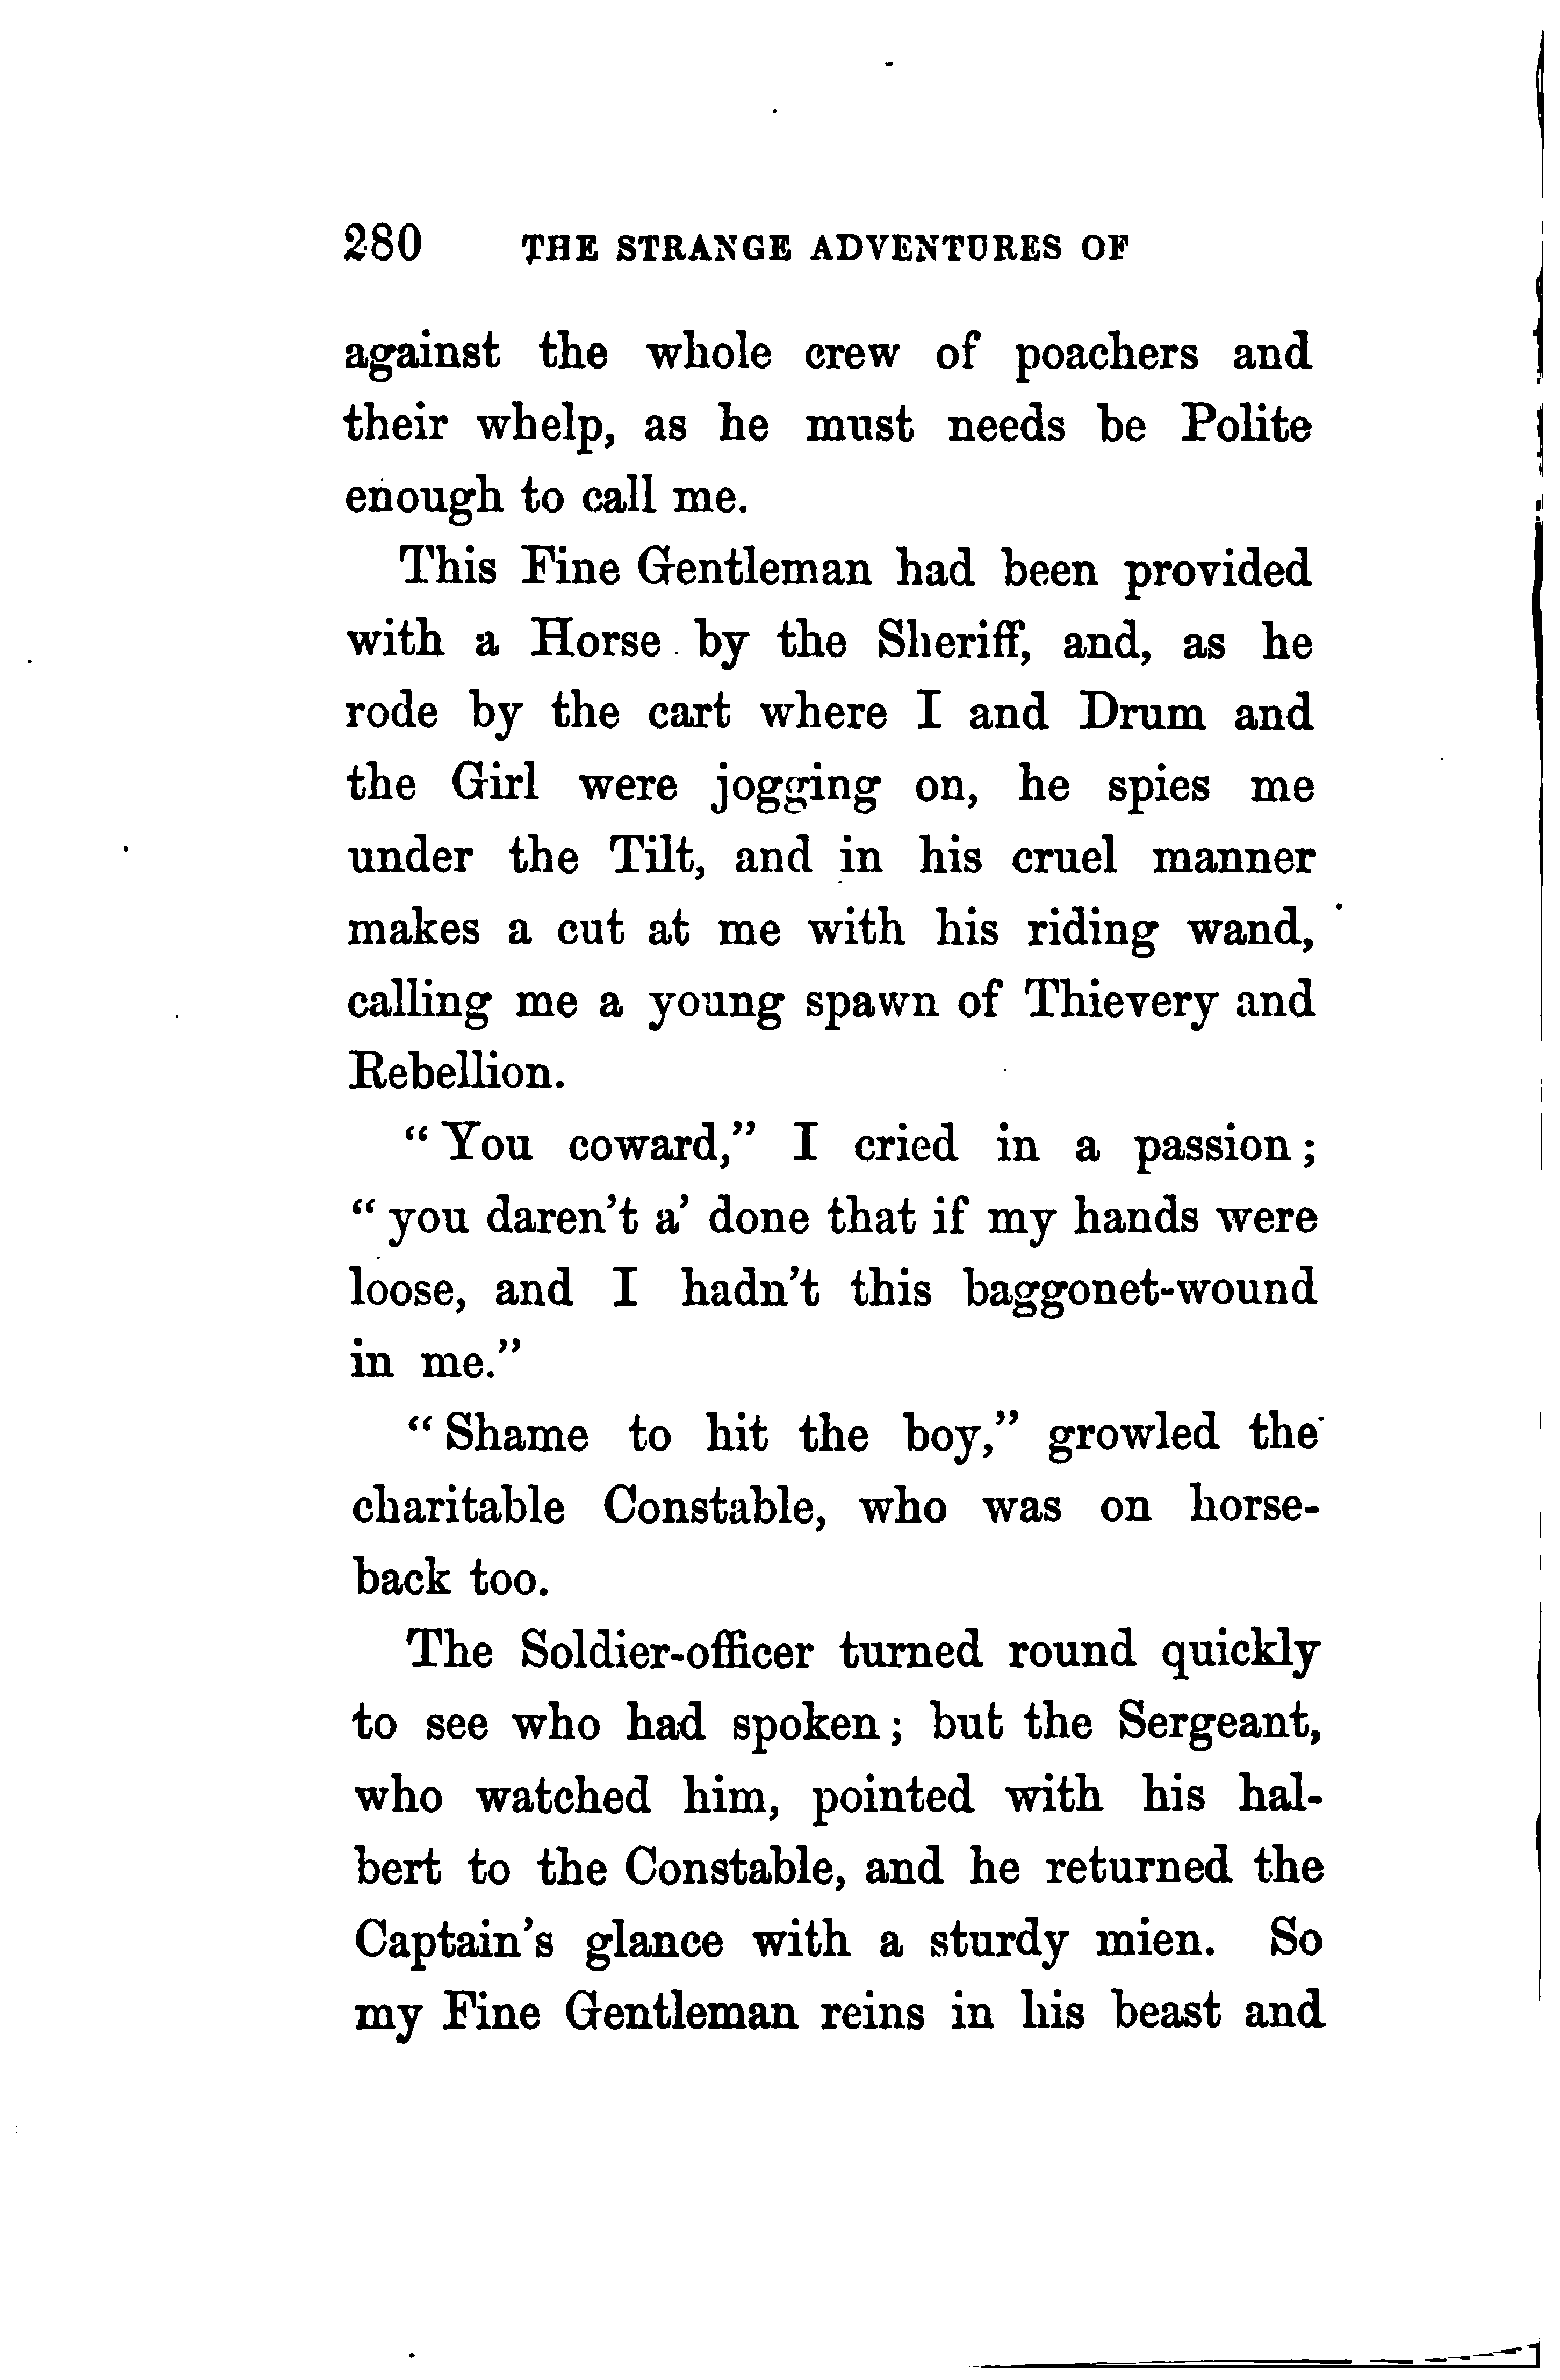 280 THE STRANGE ADVENTURES OF
against the whole crew of poachers and
their whelp, as he must needs be Polite
enough to call me.
This Fine Gentleman had been provided
with a Horse by the Sheriff, and, as he
rode by the cart where I and Drum and
the Girl were jogging on, he spies me
under the Tilt, and in his cruel manner
makes a cut at me with his riding wand,
calling me a young spawn of Thievery and
Rebellion.
“You coward,” I cried in a passion;
“you daren't a' done that if my hands were
loose, and I hadn't this baggonet-wound
in me.”
“Shame to hit the boy,” growled the
charitable Constable, who was on horse-
back too.
The Soldier-officer turned round quickly
to see who had spoken; but the Sergeant,
who watched him, pointed with his hal-
bert to the Constable, and he returned the
Captain's glance with a sturdy mien. So
my Fine Gentleman reins in his beast and